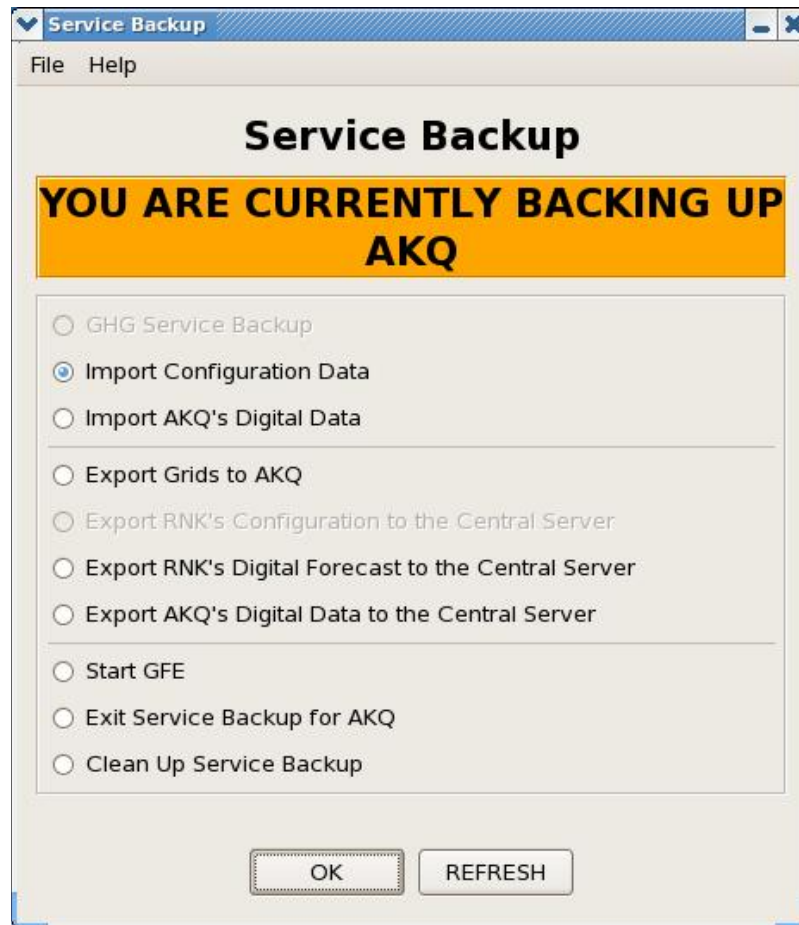 Service Backup
File Help
Service Backup
YOU ARE CURRENTLY BACKING UP
AKQ
GHG Service Backup
Import Configuration Data
Import AKQ's Digital Data
Export Grids to AKQ
Export RNK's Configuration to the Central Server
Export RNK's Digital Forecast to the Central Server
Export AKQ's Digital Data to the Central Server
Start GFE
Exit Service Backup for AKQ
Clean Up Service Backup
OK REFRESH